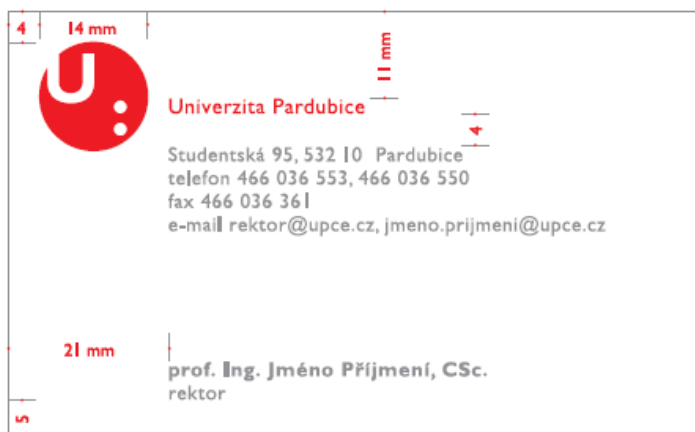 4
14 mm
11 mm
U:
Univerzita Pardubice
4
Studentská 95, 532 10 Pardubice
telefon 466 036 553, 466 036 550
fax 466 036 361
e-mail rektor@upce.cz, jmeno.prijmeni@upce.cz
21 mm
prof. Ing. Jméno Příjmení, CSc.
rektor
5